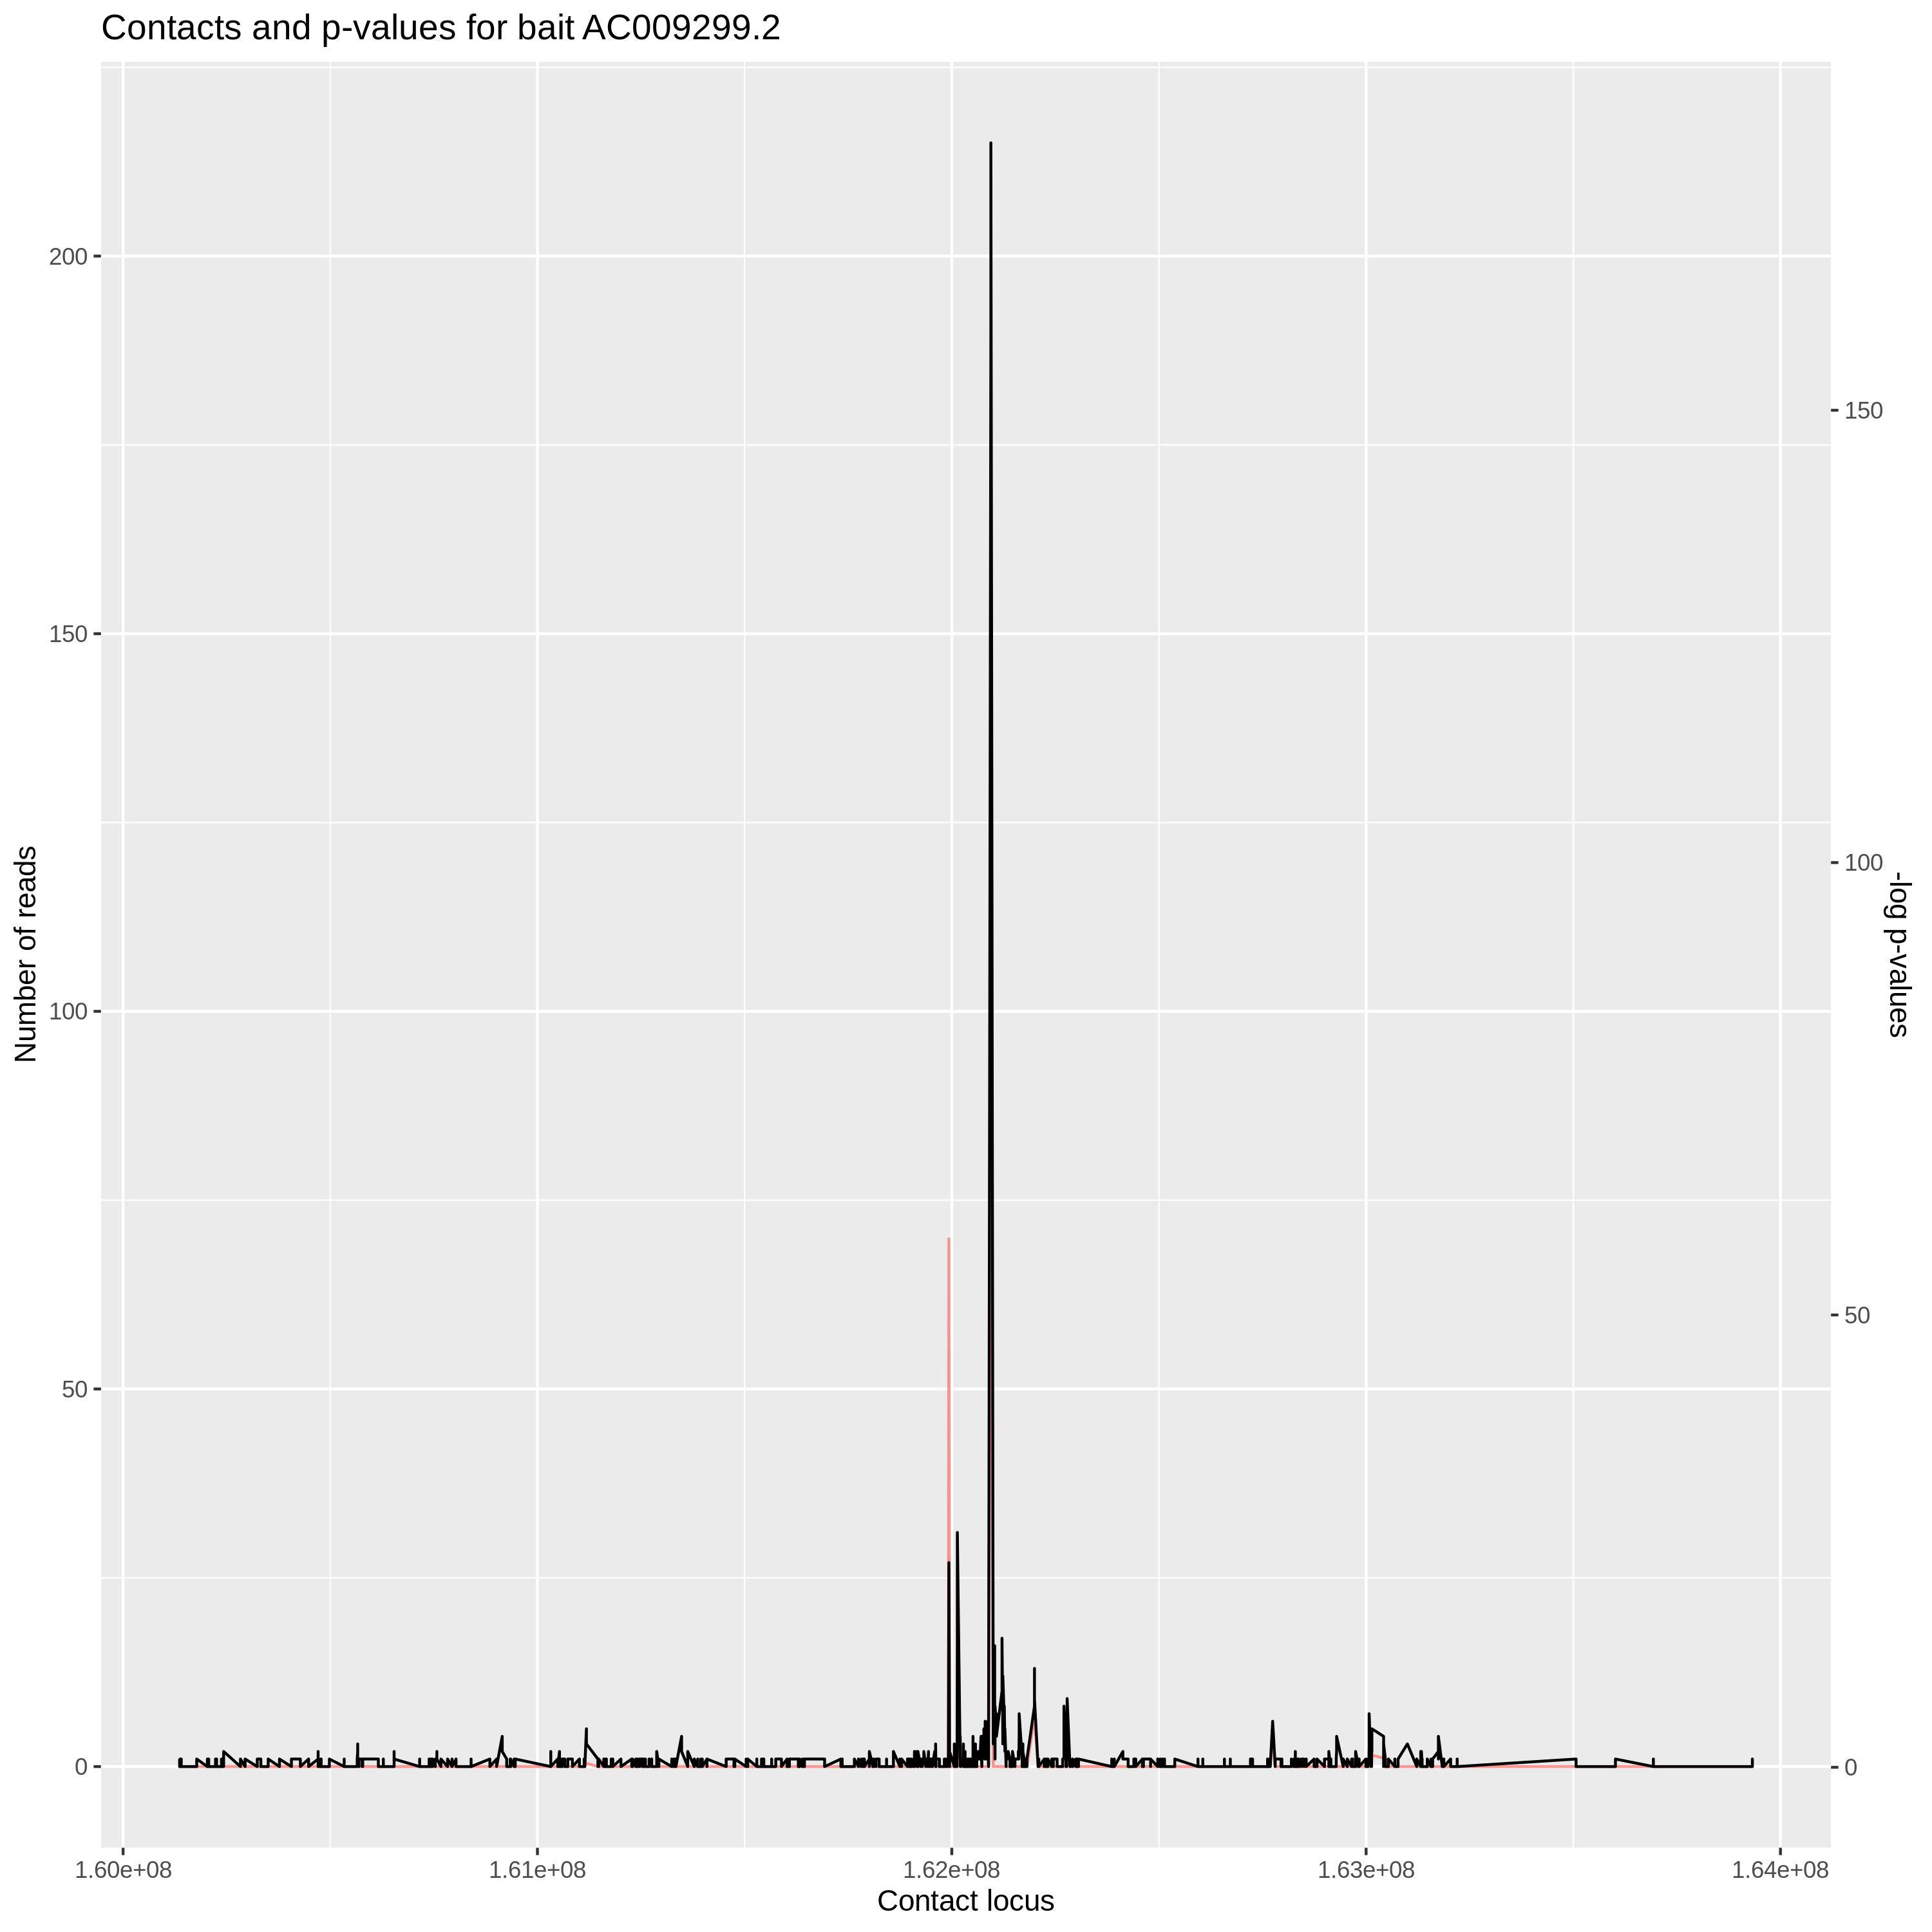 Contacts and p-values for bait AC009299.2
200
150
100
50
0
Number of reads
150
100
50
0
-log p-values
1.60e+08 1.61e+08 1.62e+08 1.63e+08 1.64e+08
Contact locus